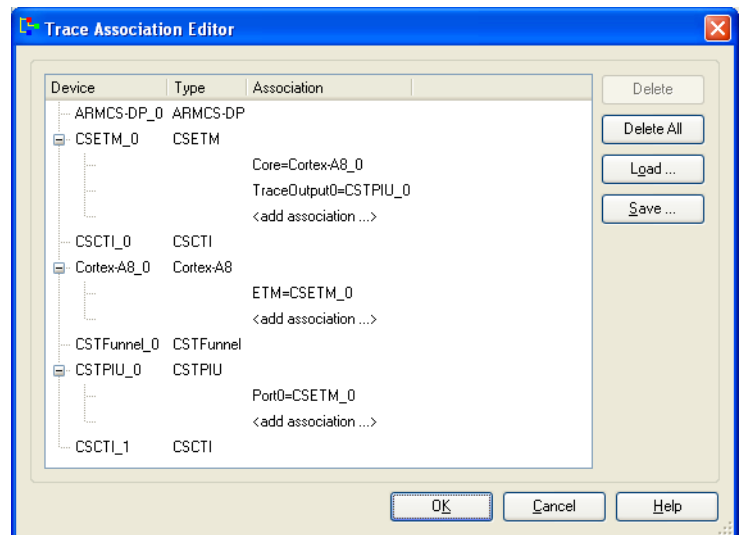 Trace Association Editor
Device Type Association
ARMCS-DP_0 ARMCS-DP
CSETM_0 CSETM
Core=Cortex-A8_0
TraceOutput0=CSTPIU_0
<add association ...>
CSCTI_0 CSCTI
Cortex-A8_0 Cortex-A8
ETM=CSETM_0
<add association ...>
CSTFunnel_0 CSTFunnel
CSTPIU_0 CSTPIU
Port0=CSETM_0
<add association ...>
CSCTI_1 CSCTI
Delete
Delete All
Load ...
Save ...
OK Cancel Help